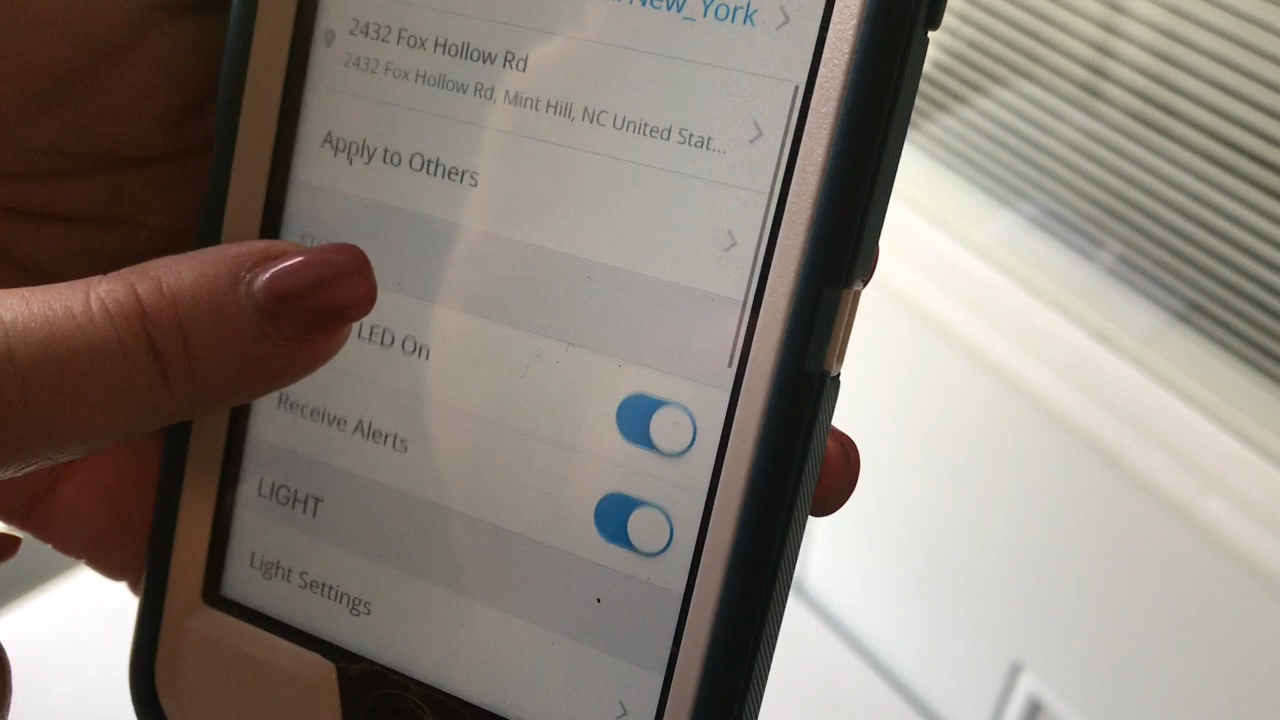 New_York
2432 Fox Hollow Rd
2432 Fox Hollow Rd, Mint Hill, NC United Stat...
Apply to Others
LED On
Receive Alerts
LIGHT
Light Settings